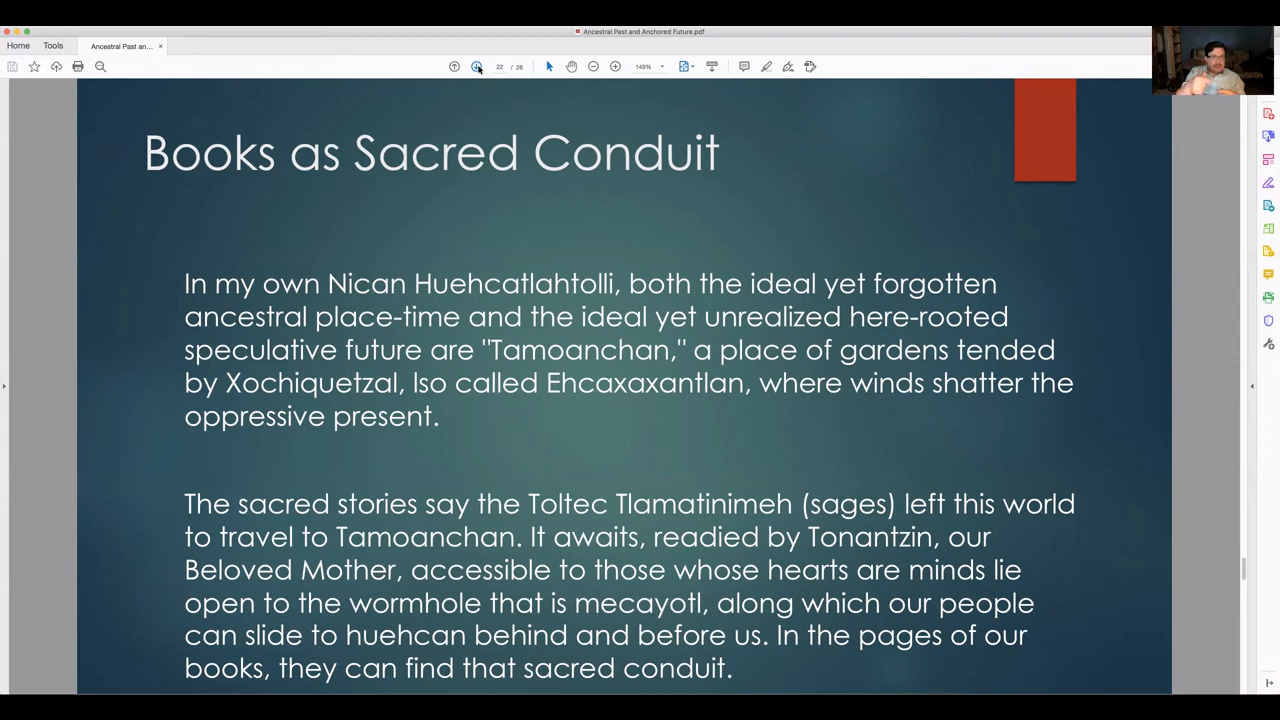 Ancestral Past and Anchored Future.pdf
Home Tools Ancestral Past an...
22 / 26 149%
Books as Sacred Conduit
In my own Nican Huehcatlahtolli, both the ideal yet forgotten
ancestral place-time and the ideal yet unrealized here-rooted
speculative future are "Tamoanchan," a place of gardens tended
by Xochiquetzal, lso called Ehcaxaxantlan, where winds shatter the
oppressive present.
The sacred stories say the Toltec Tlamatinimeh (sages) left this world
to travel to Tamoanchan. It awaits, readied by Tonantzin, our
Beloved Mother, accessible to those whose hearts are minds lie
open to the wormhole that is mecayotl, along which our people
can slide to huehcan behind and before us. In the pages of our
books, they can find that sacred conduit.